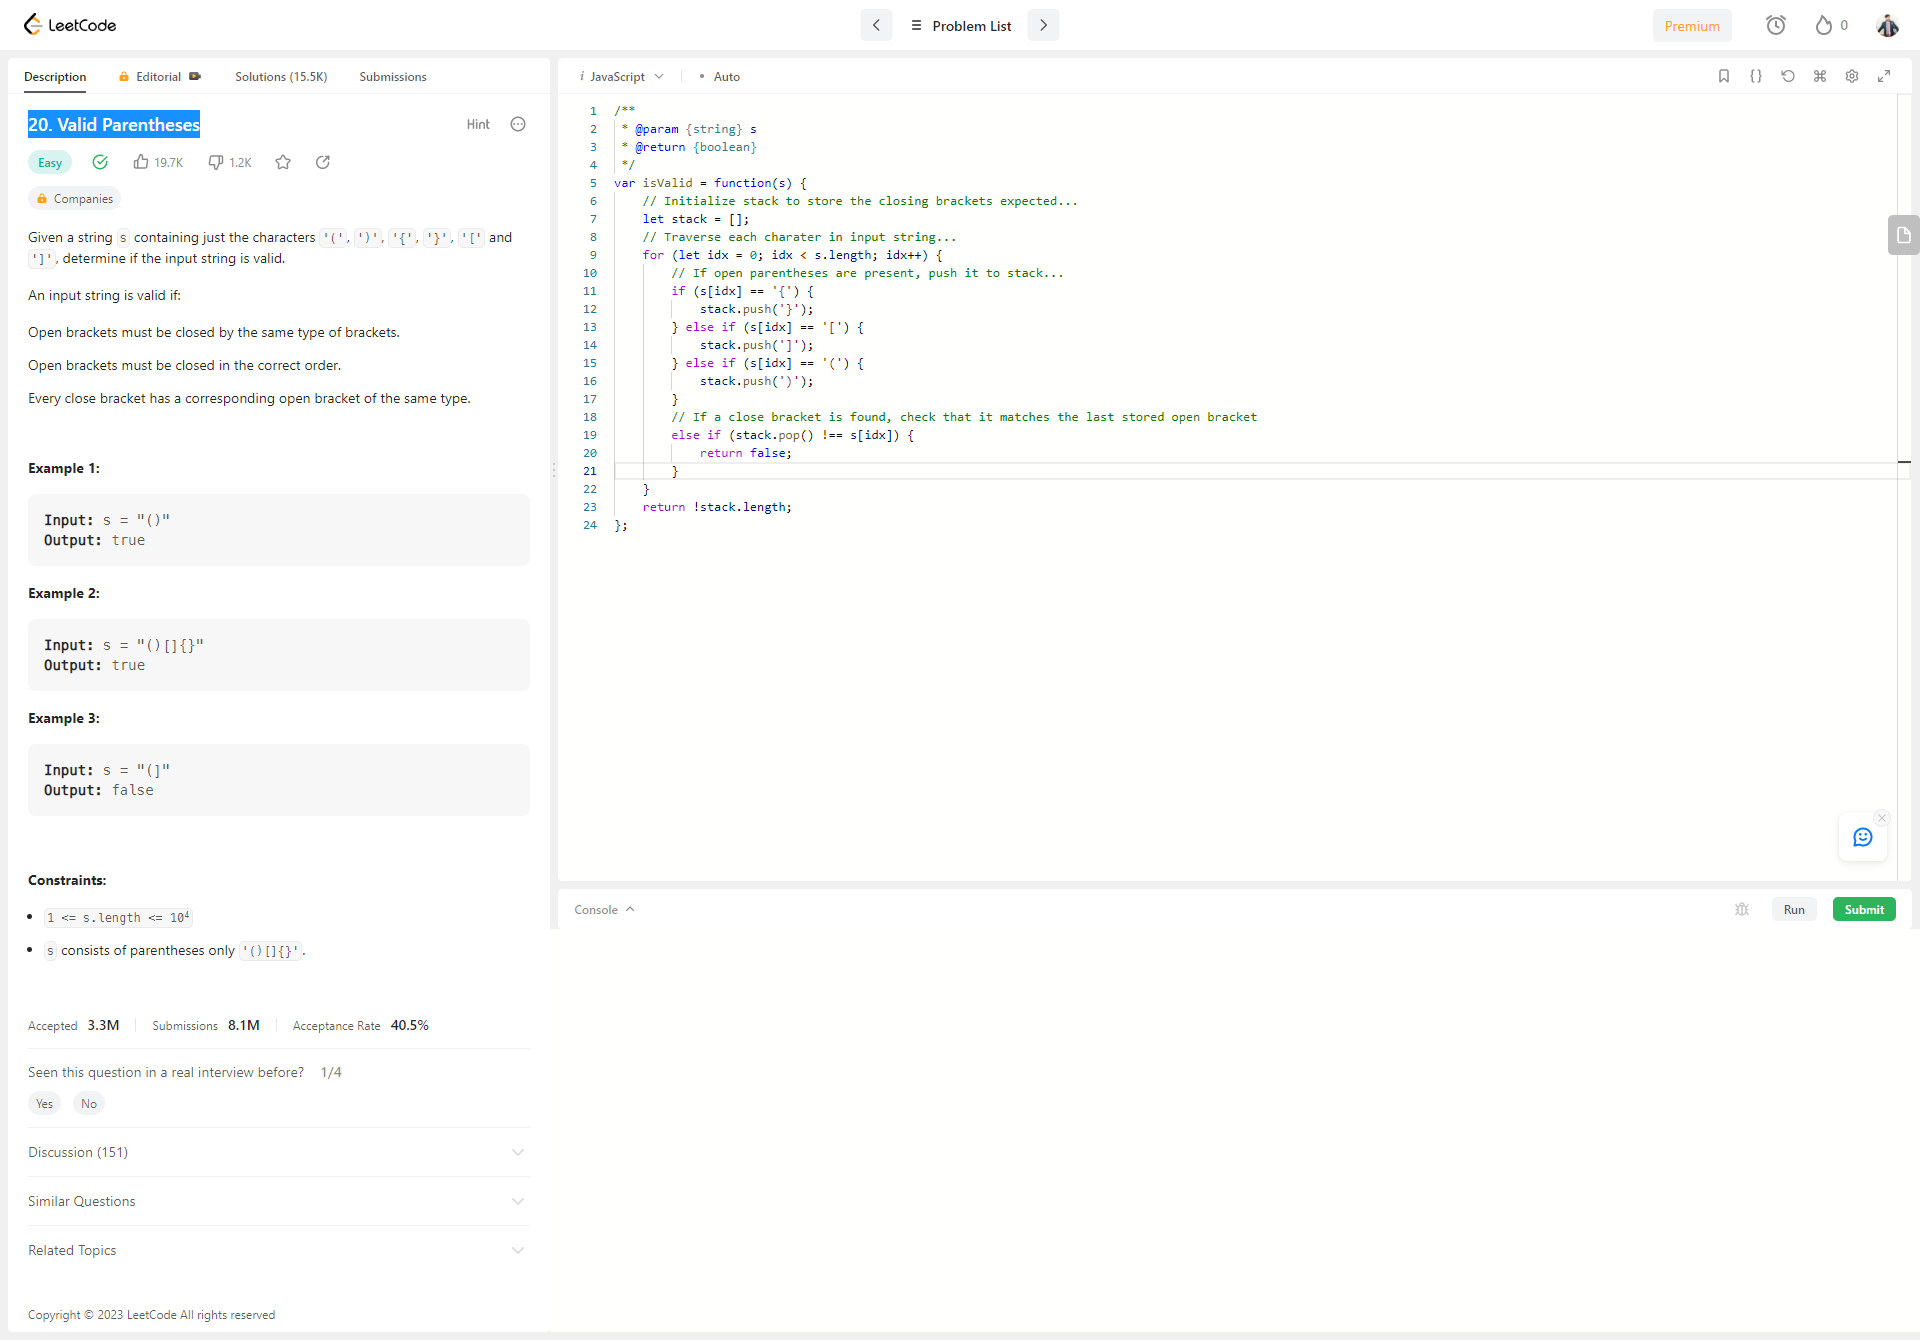 LeetCode
Problem List
Premium
0
Description Editorial Solutions (15.5K) Submissions
20. Valid Parentheses
Hint
Easy 19.7K 1.2K
Companies
Given a string s containing just the characters '(', ')', '{', '}', '[' and
']', determine if the input string is valid.
An input string is valid if:
Open brackets must be closed by the same type of brackets.
Open brackets must be closed in the correct order.
Every close bracket has a corresponding open bracket of the same type.
Example 1:
Input: s = "()"
Output: true
Example 2:
Input: s = "()[]{}"
Output: true
Example 3:
Input: s = "(]"
Output: false
Constraints:
1 <= s.length <= 10⁴
s consists of parentheses only '()[]{}'.
Accepted 3.3M Submissions 8.1M Acceptance Rate 40.5%
Seen this question in a real interview before? 1/4
Yes No
Discussion (151)
Similar Questions
Related Topics
Copyright © 2023 LeetCode All rights reserved
i JavaScript • Auto
1 /**
2  * @param {string} s
3  * @return {boolean}
4  */
5 var isValid = function(s) {
6     // Initialize stack to store the closing brackets expected...
7     let stack = [];
8     // Traverse each charater in input string...
9     for (let idx = 0; idx < s.length; idx++) {
10         // If open parentheses are present, push it to stack...
11         if (s[idx] == '{') {
12             stack.push('}');
13         } else if (s[idx] == '[') {
14             stack.push(']');
15         } else if (s[idx] == '(') {
16             stack.push(')');
17         }
18         // If a close bracket is found, check that it matches the last stored open bracket
19         else if (stack.pop() !== s[idx]) {
20             return false;
21         }
22     }
23     return !stack.length;
24 };
Console
Run
Submit